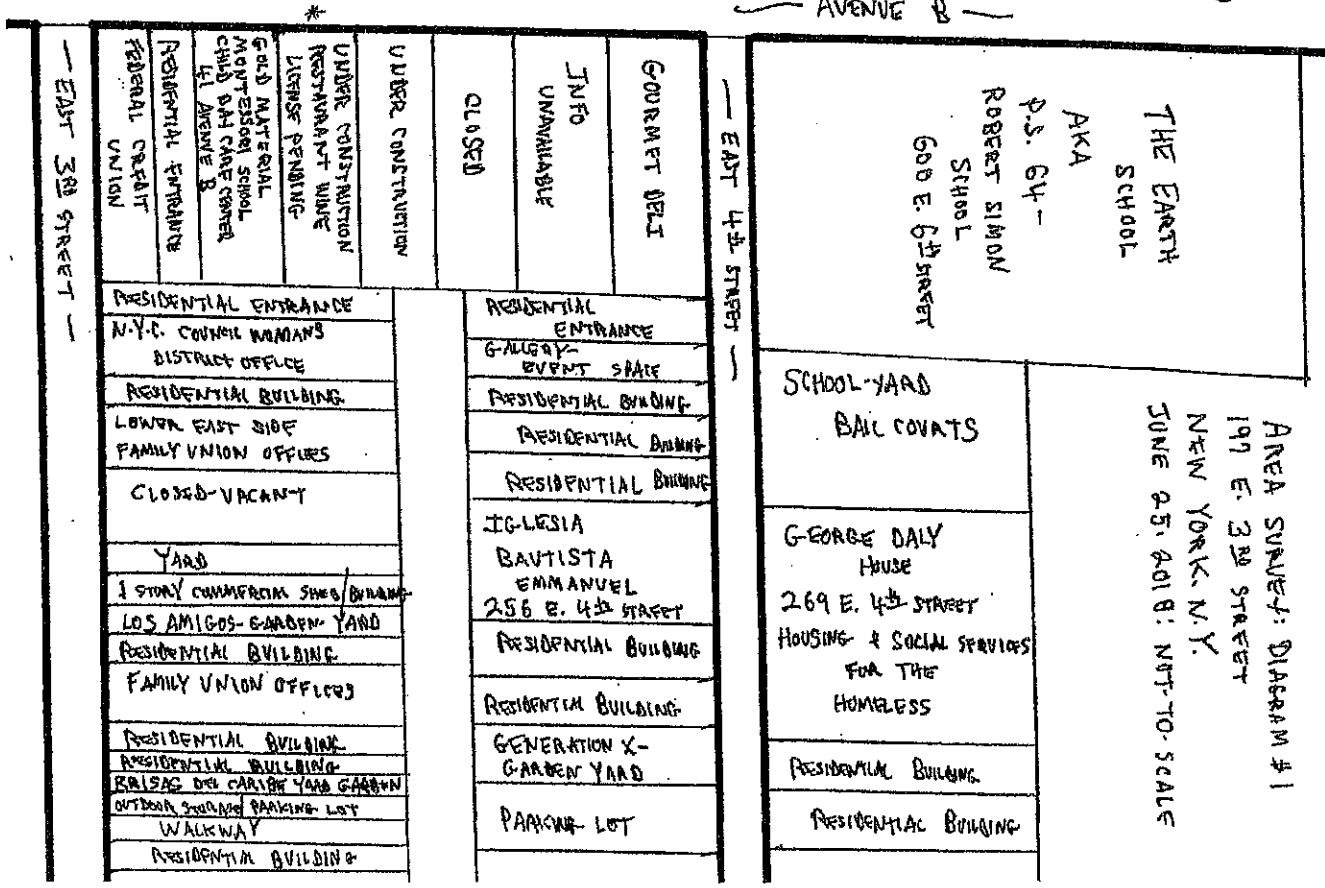 *
AVENUE B
— EAST 3RD STREET —
FEDERAL CREDIT
UNION
RESIDENTIAL ENTRANCE
GOLD MATERIAL
MONTESSORI SCHOOL
CHILD DAY CARE CENTER
41 AVENUE B
UNDER CONSTRUCTION
RESTAURANT WINE
LICENSE PENDING
UNDER CONSTRUCTION
CLOSED
INFO
UNAVAILABLE
GOURMET DELI
— EAST 4th STREET —
THE EARTH
SCHOOL
AKA
P.S. 64 -
ROBERT SIMON
SCHOOL
600 E. 6th STREET
RESIDENTIAL ENTRANCE
N.Y.C. COUNCIL WOMANS
DISTRICT OFFICE
RESIDENTIAL BUILDING
LOWER EAST SIDE
FAMILY UNION OFFICES
CLOSED-VACANT
YARD
1 STORY COMMERCIAL SHED/BUILDING
LOS AMIGOS-GARDEN-YARD
RESIDENTIAL BUILDING
FAMILY UNION OFFICES
RESIDENTIAL BUILDING
RESIDENTIAL BUILDING
BRISAS DEL CARIBE YARD GARDEN
OUTDOOR STORAGE/PARKING LOT
WALKWAY
RESIDENTIAL BUILDING
RESIDENTIAL
ENTRANCE
GALLERY-
EVENT SPACE
RESIDENTIAL BUILDING
RESIDENTIAL BUILDING
RESIDENTIAL BUILDING
IGLESIA
BAUTISTA
EMMANUEL
256 E. 4th STREET
RESIDENTIAL BUILDING
RESIDENTIAL BUILDING
GENERATION X-
GARDEN YARD
PARKING LOT
SCHOOL-YARD
BALL COURTS
GEORGE DALY
HOUSE
269 E. 4th STREET
HOUSING & SOCIAL SERVICES
FOR THE
HOMELESS
RESIDENTIAL BUILDING
RESIDENTIAL BUILDING
AREA SURVEY: DIAGRAM #1
197 E. 3RD STREET
NEW YORK. N.Y.
JUNE 25. 2018: NOT-TO-SCALE